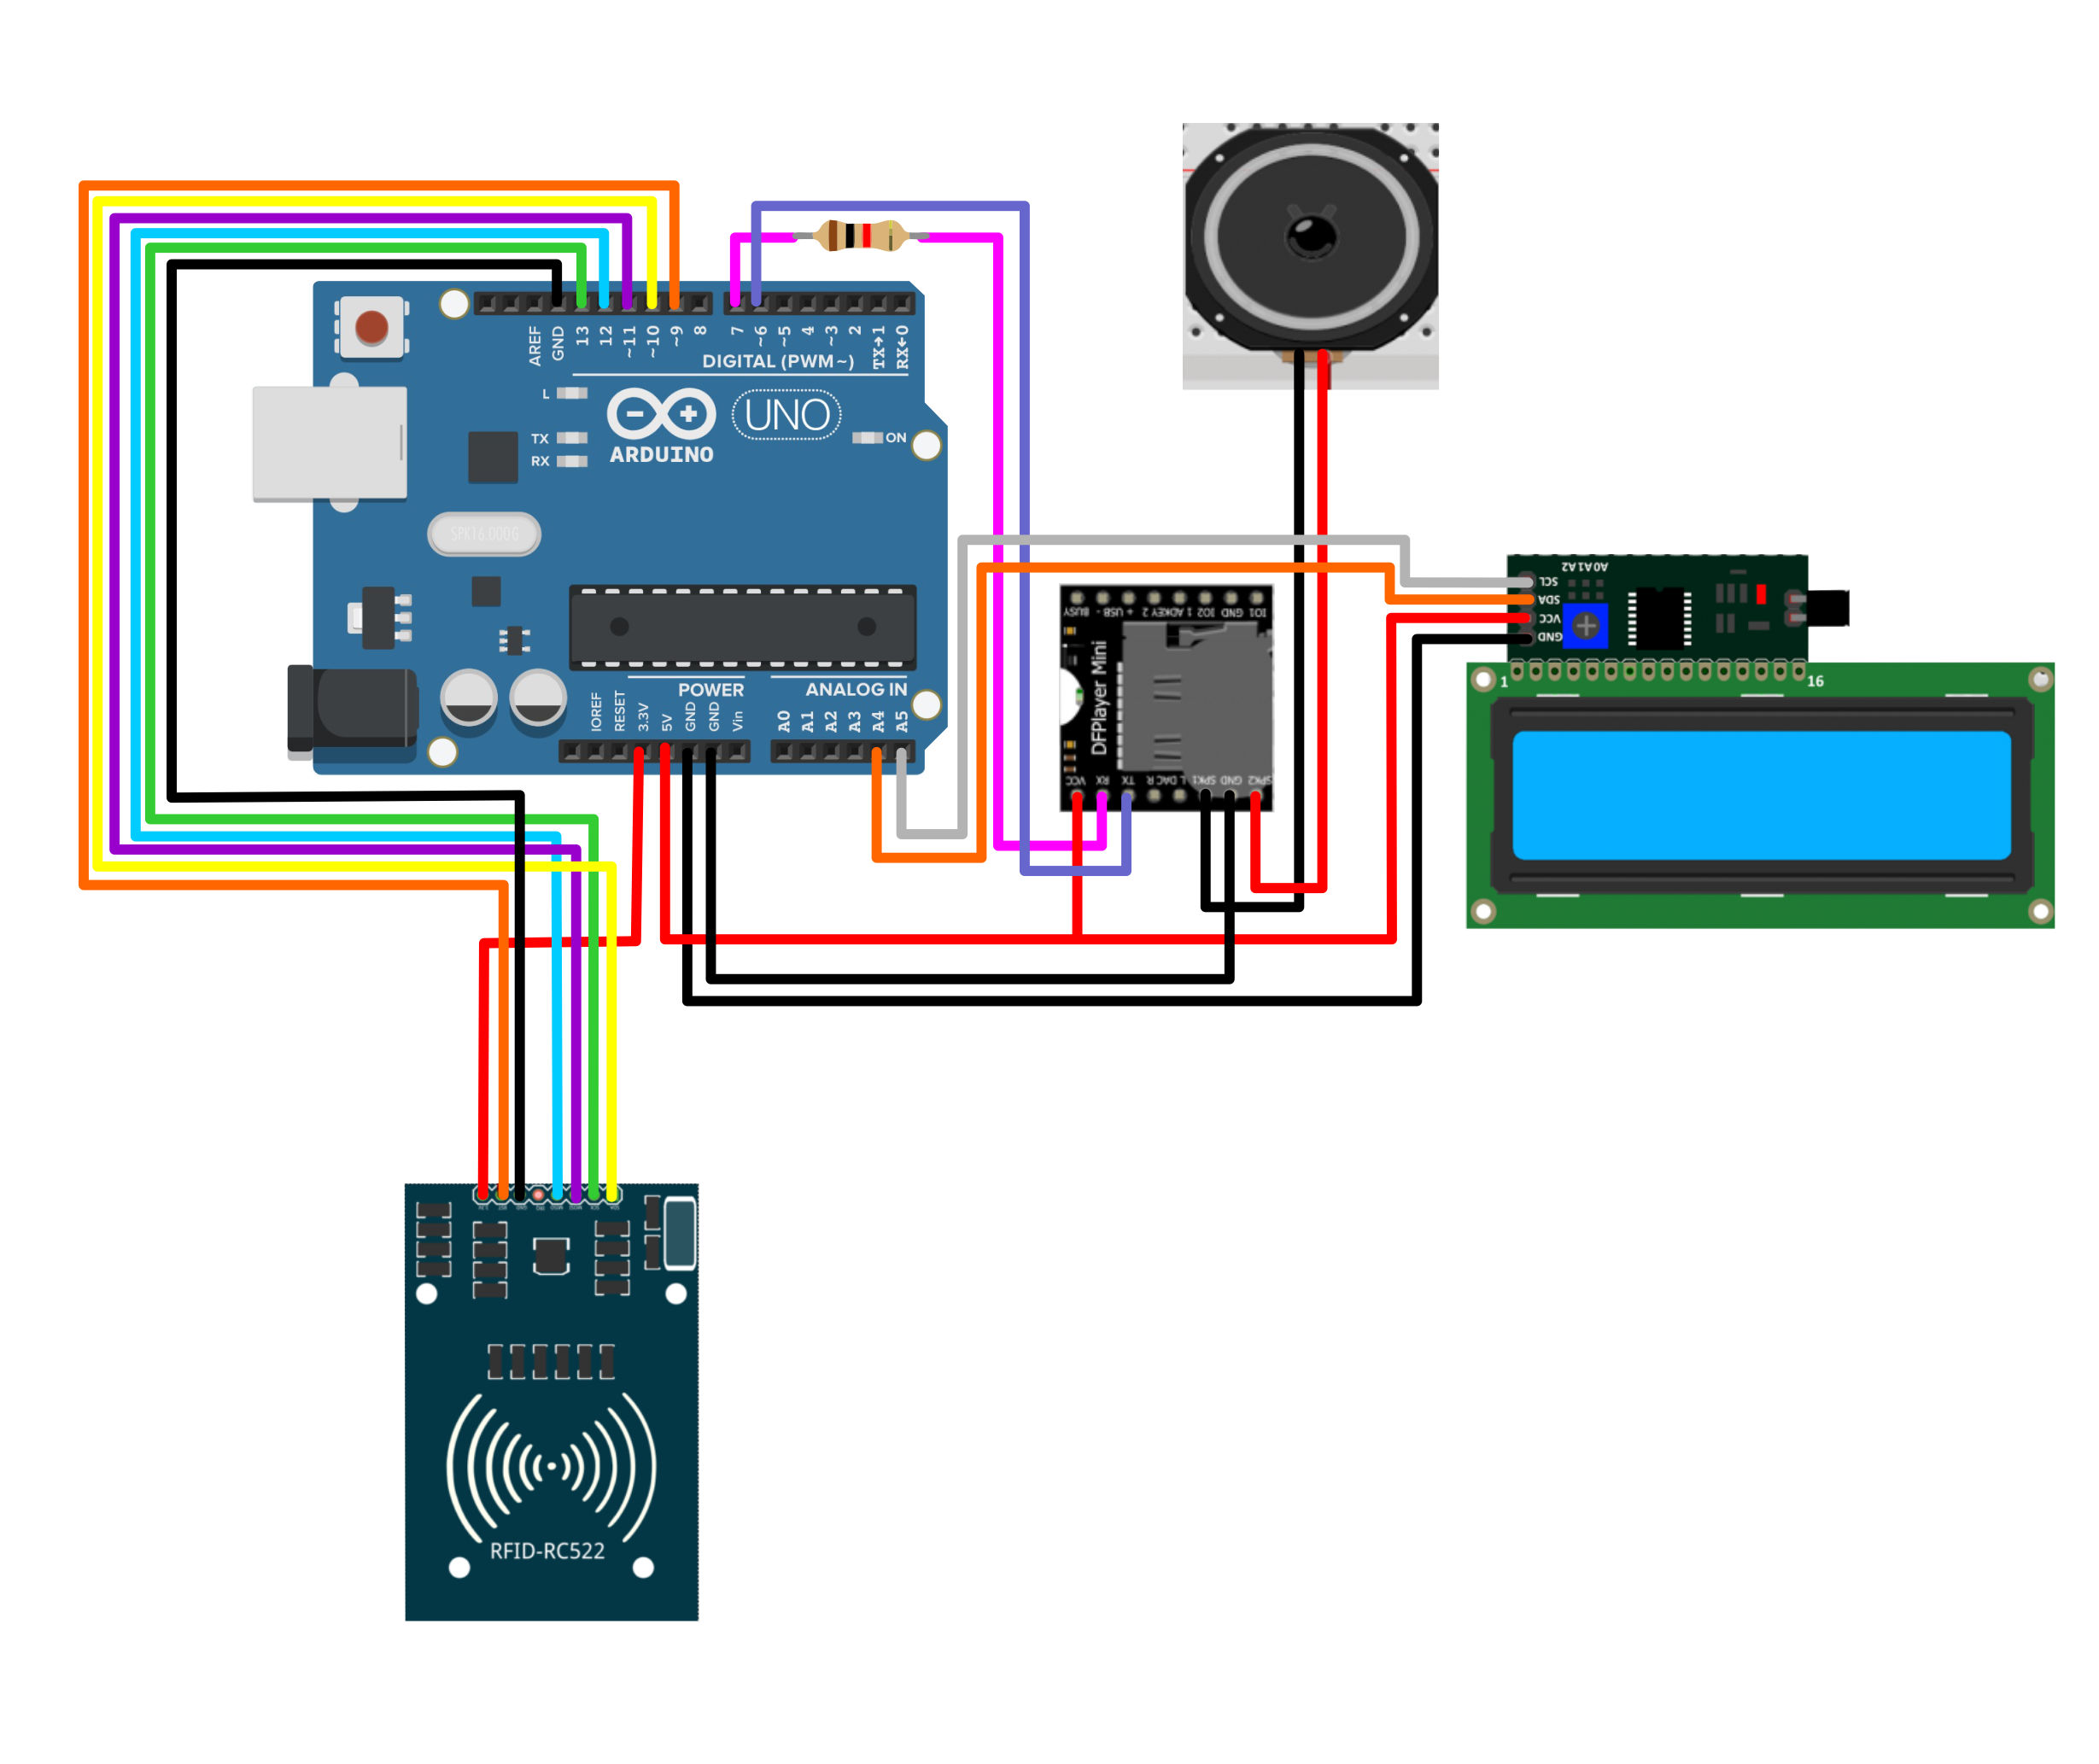 AREF
GND
13
12
~11
~10
~9
8
7
~6
~5
4
~3
2
TX→1
RX←0
DIGITAL (PWM ~)
L
TX
RX
ARDUINO
UNO
ON
SPK16.000G
POWER
ANALOG IN
IOREF
RESET
3.3V
5V
GND
GND
Vin
A0
A1
A2
A3
A4
A5
BUSY
USB -
USB +
ADKEY 2
ADKEY 1
IO2
GND
IO1
DFPlayer Mini
VCC
RX
TX
DAC R
DAC L
SPK1
GND
SPK2
A0 A1 A2
SCL
SDA
VCC
GND
1
16
RFID-RC522